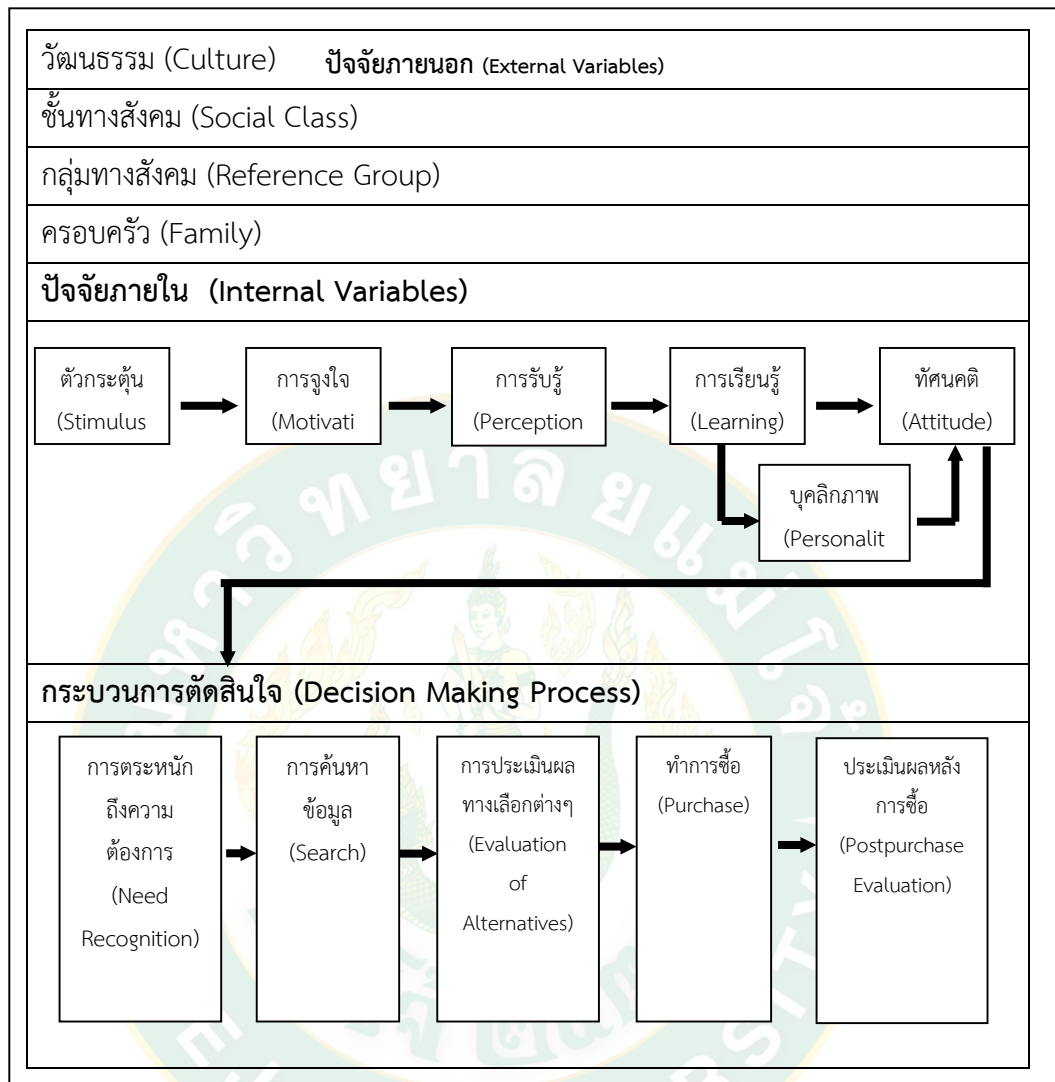 วัฒนธรรม (Culture) ปัจจัยภายนอก (External Variables)
ชั้นทางสังคม (Social Class)
กลุ่มทางสังคม (Reference Group)
ครอบครัว (Family)
ปัจจัยภายใน (Internal Variables)
ตัวกระตุ้น
(Stimulus
การจูงใจ
(Motivati
การรับรู้
(Perception
การเรียนรู้
(Learning)
ทัศนคติ
(Attitude)
บุคลิกภาพ
(Personalit
กระบวนการตัดสินใจ (Decision Making Process)
การตระหนัก
ถึงความ
ต้องการ
(Need
Recognition)
การค้นหา
ข้อมูล
(Search)
การประเมินผล
ทางเลือกต่างๆ
(Evaluation
of
Alternatives)
ทำการซื้อ
(Purchase)
ประเมินผลหลัง
การซื้อ
(Postpurchase
Evaluation)